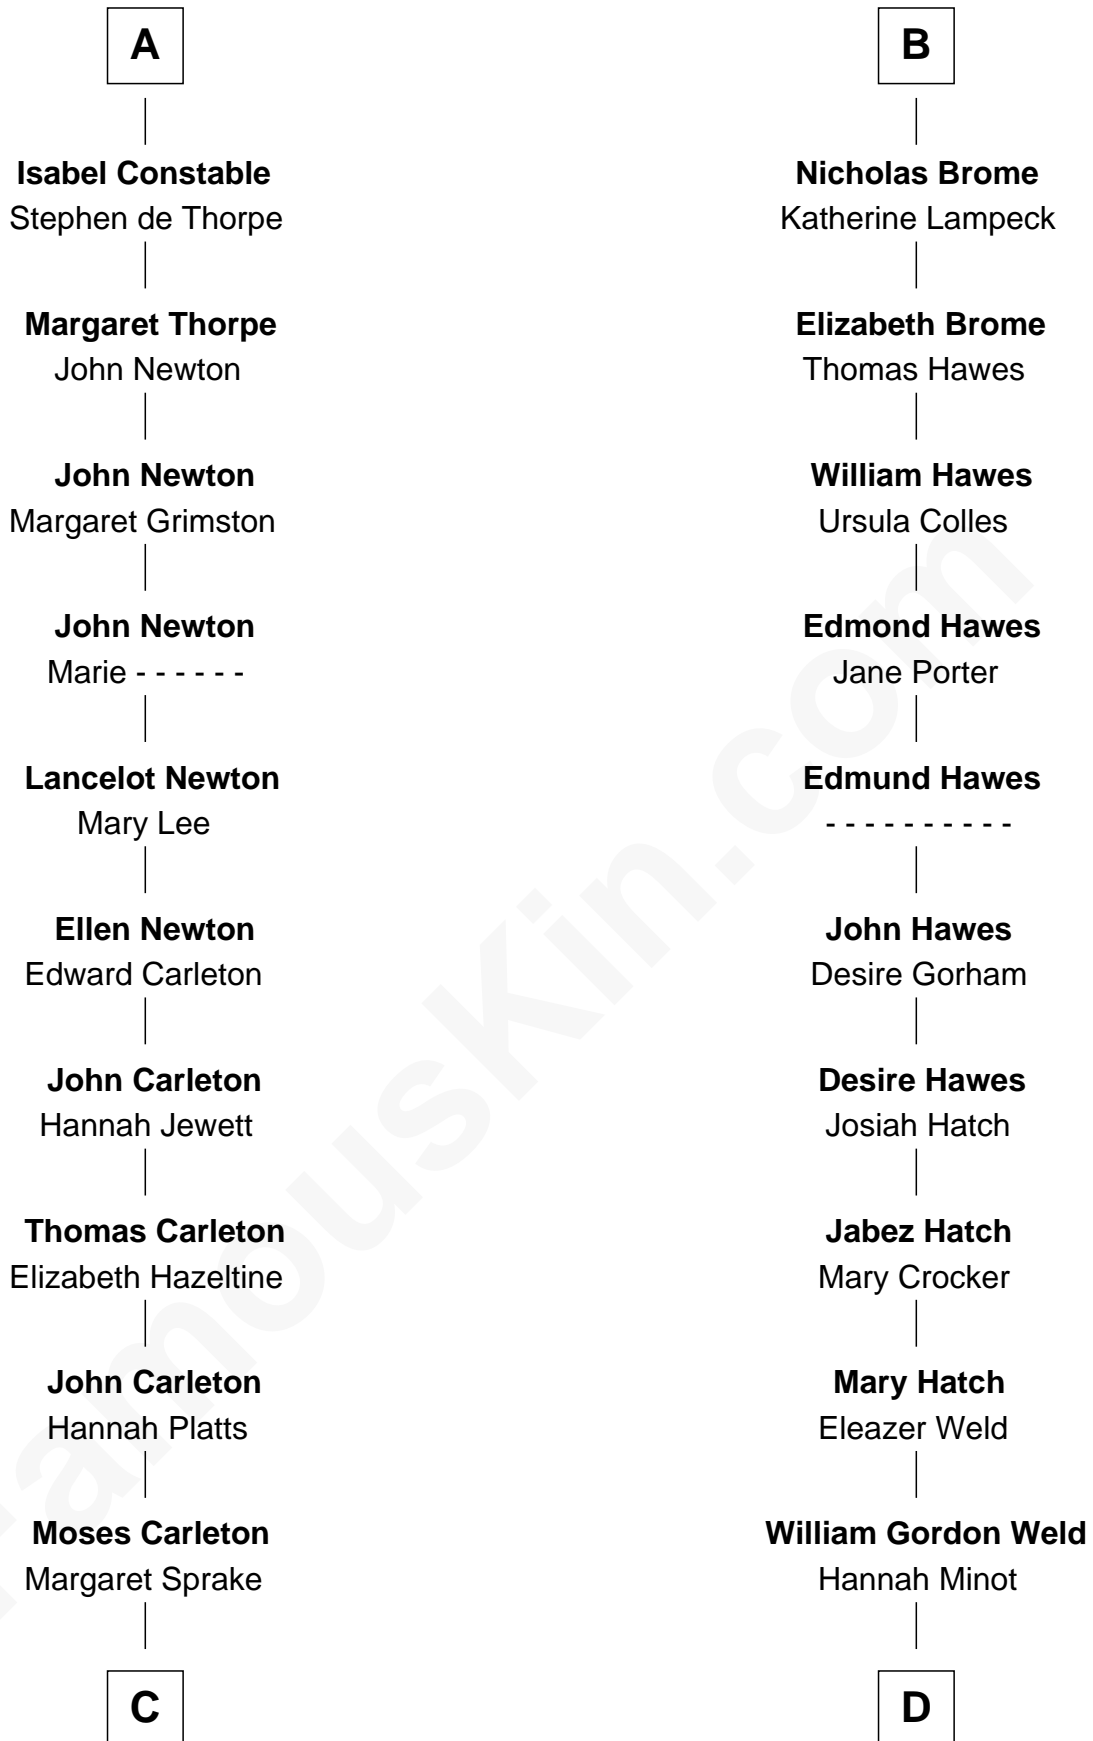 A
Isabel Constable
Stephen de Thorpe
Margaret Thorpe
John Newton
John Newton
Margaret Grimston
John Newton
Marie - - - - - -
Lancelot Newton
Mary Lee
Ellen Newton
Edward Carleton
John Carleton
Hannah Jewett
Thomas Carleton
Elizabeth Hazeltine
John Carleton
Hannah Platts
Moses Carleton
Margaret Sprake
C
B
Nicholas Brome
Katherine Lampeck
Elizabeth Brome
Thomas Hawes
William Hawes
Ursula Colles
Edmond Hawes
Jane Porter
Edmund Hawes
- - - - - - - - - -
John Hawes
Desire Gorham
Desire Hawes
Josiah Hatch
Jabez Hatch
Mary Crocker
Mary Hatch
Eleazer Weld
William Gordon Weld
Hannah Minot
D
FamousKin.com